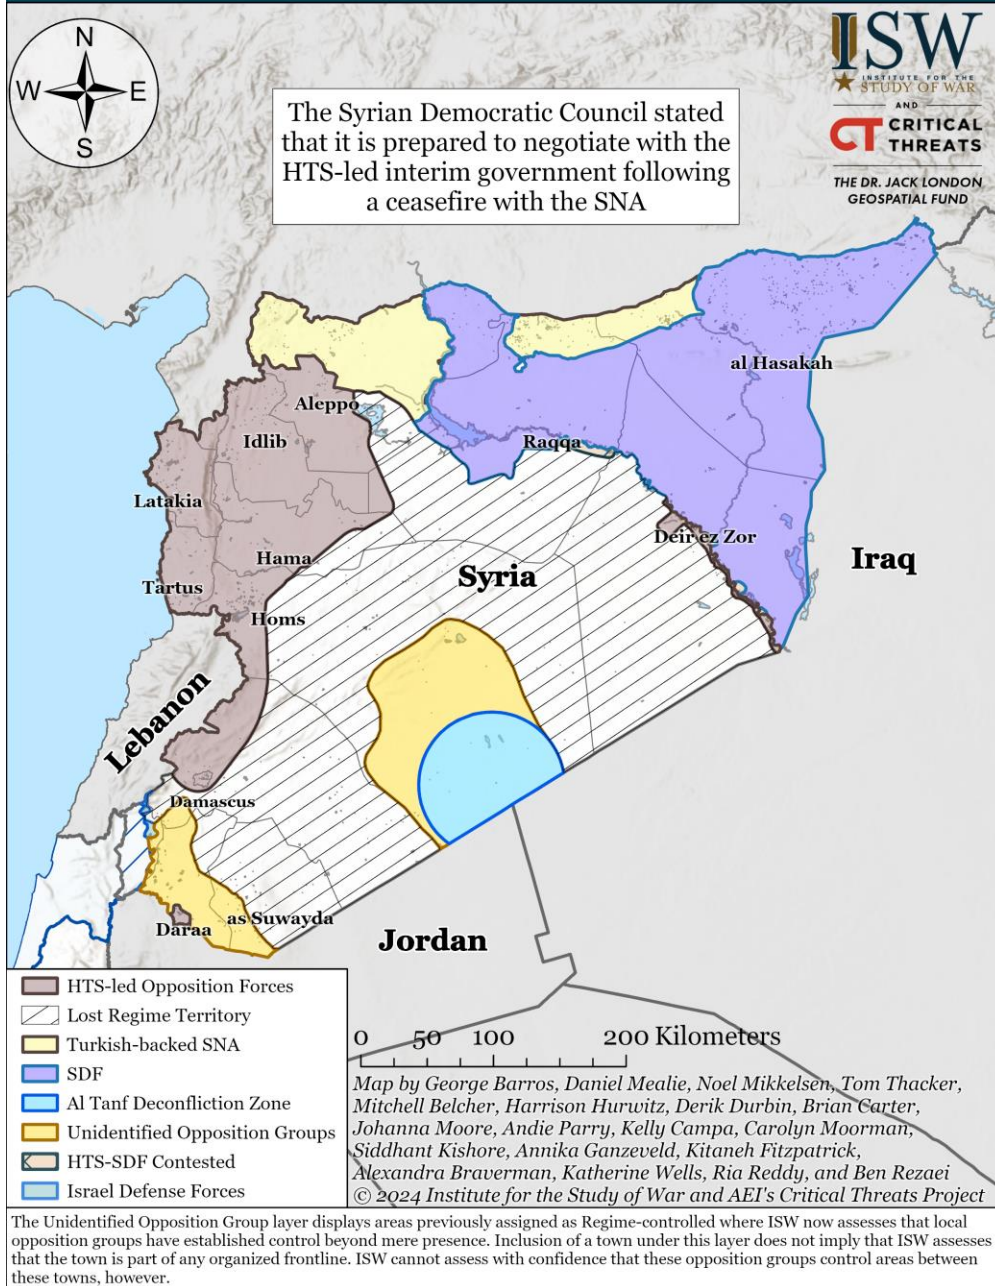 N
W
E
S
The Syrian Democratic Council stated
that it is prepared to negotiate with the
HTS-led interim government following
a ceasefire with the SNA
ISW
INSTITUTE FOR THE
STUDY OF WAR
AND
CT CRITICAL
THREATS
THE DR. JACK LONDON
GEOSPATIAL FUND
al Hasakah
Aleppo
Idlib
Raqqa
Latakia
Deir ez Zor
Hama
Iraq
Syria
Tartus
Homs
Lebanon
Damascus
Daraa
as Suwayda
Jordan
HTS-led Opposition Forces
Lost Regime Territory
Turkish-backed SNA
SDF
Al Tanf Deconfliction Zone
Unidentified Opposition Groups
HTS-SDF Contested
Israel Defense Forces
0 50 100 200 Kilometers
Map by George Barros, Daniel Mealie, Noel Mikkelsen, Tom Thacker,
Mitchell Belcher, Harrison Hurwitz, Derik Durbin, Brian Carter,
Johanna Moore, Andie Parry, Kelly Campa, Carolyn Moorman,
Siddhant Kishore, Annika Ganzeveld, Kitaneh Fitzpatrick,
Alexandra Braverman, Katherine Wells, Ria Reddy, and Ben Rezaei
© 2024 Institute for the Study of War and AEI's Critical Threats Project
The Unidentified Opposition Group layer displays areas previously assigned as Regime-controlled where ISW now assesses that local
opposition groups have established control beyond mere presence. Inclusion of a town under this layer does not imply that ISW assesses
that the town is part of any organized frontline. ISW cannot assess with confidence that these opposition groups control areas between
these towns, however.